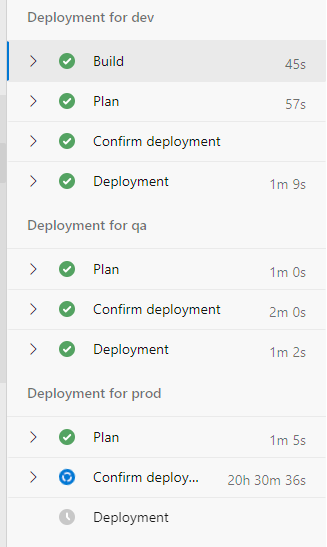 Deployment for dev
Build 45s
Plan 57s
Confirm deployment
Deployment 1m 9s
Deployment for qa
Plan 1m 0s
Confirm deployment 2m 0s
Deployment 1m 2s
Deployment for prod
Plan 1m 5s
Confirm deploy... 20h 30m 36s
Deployment